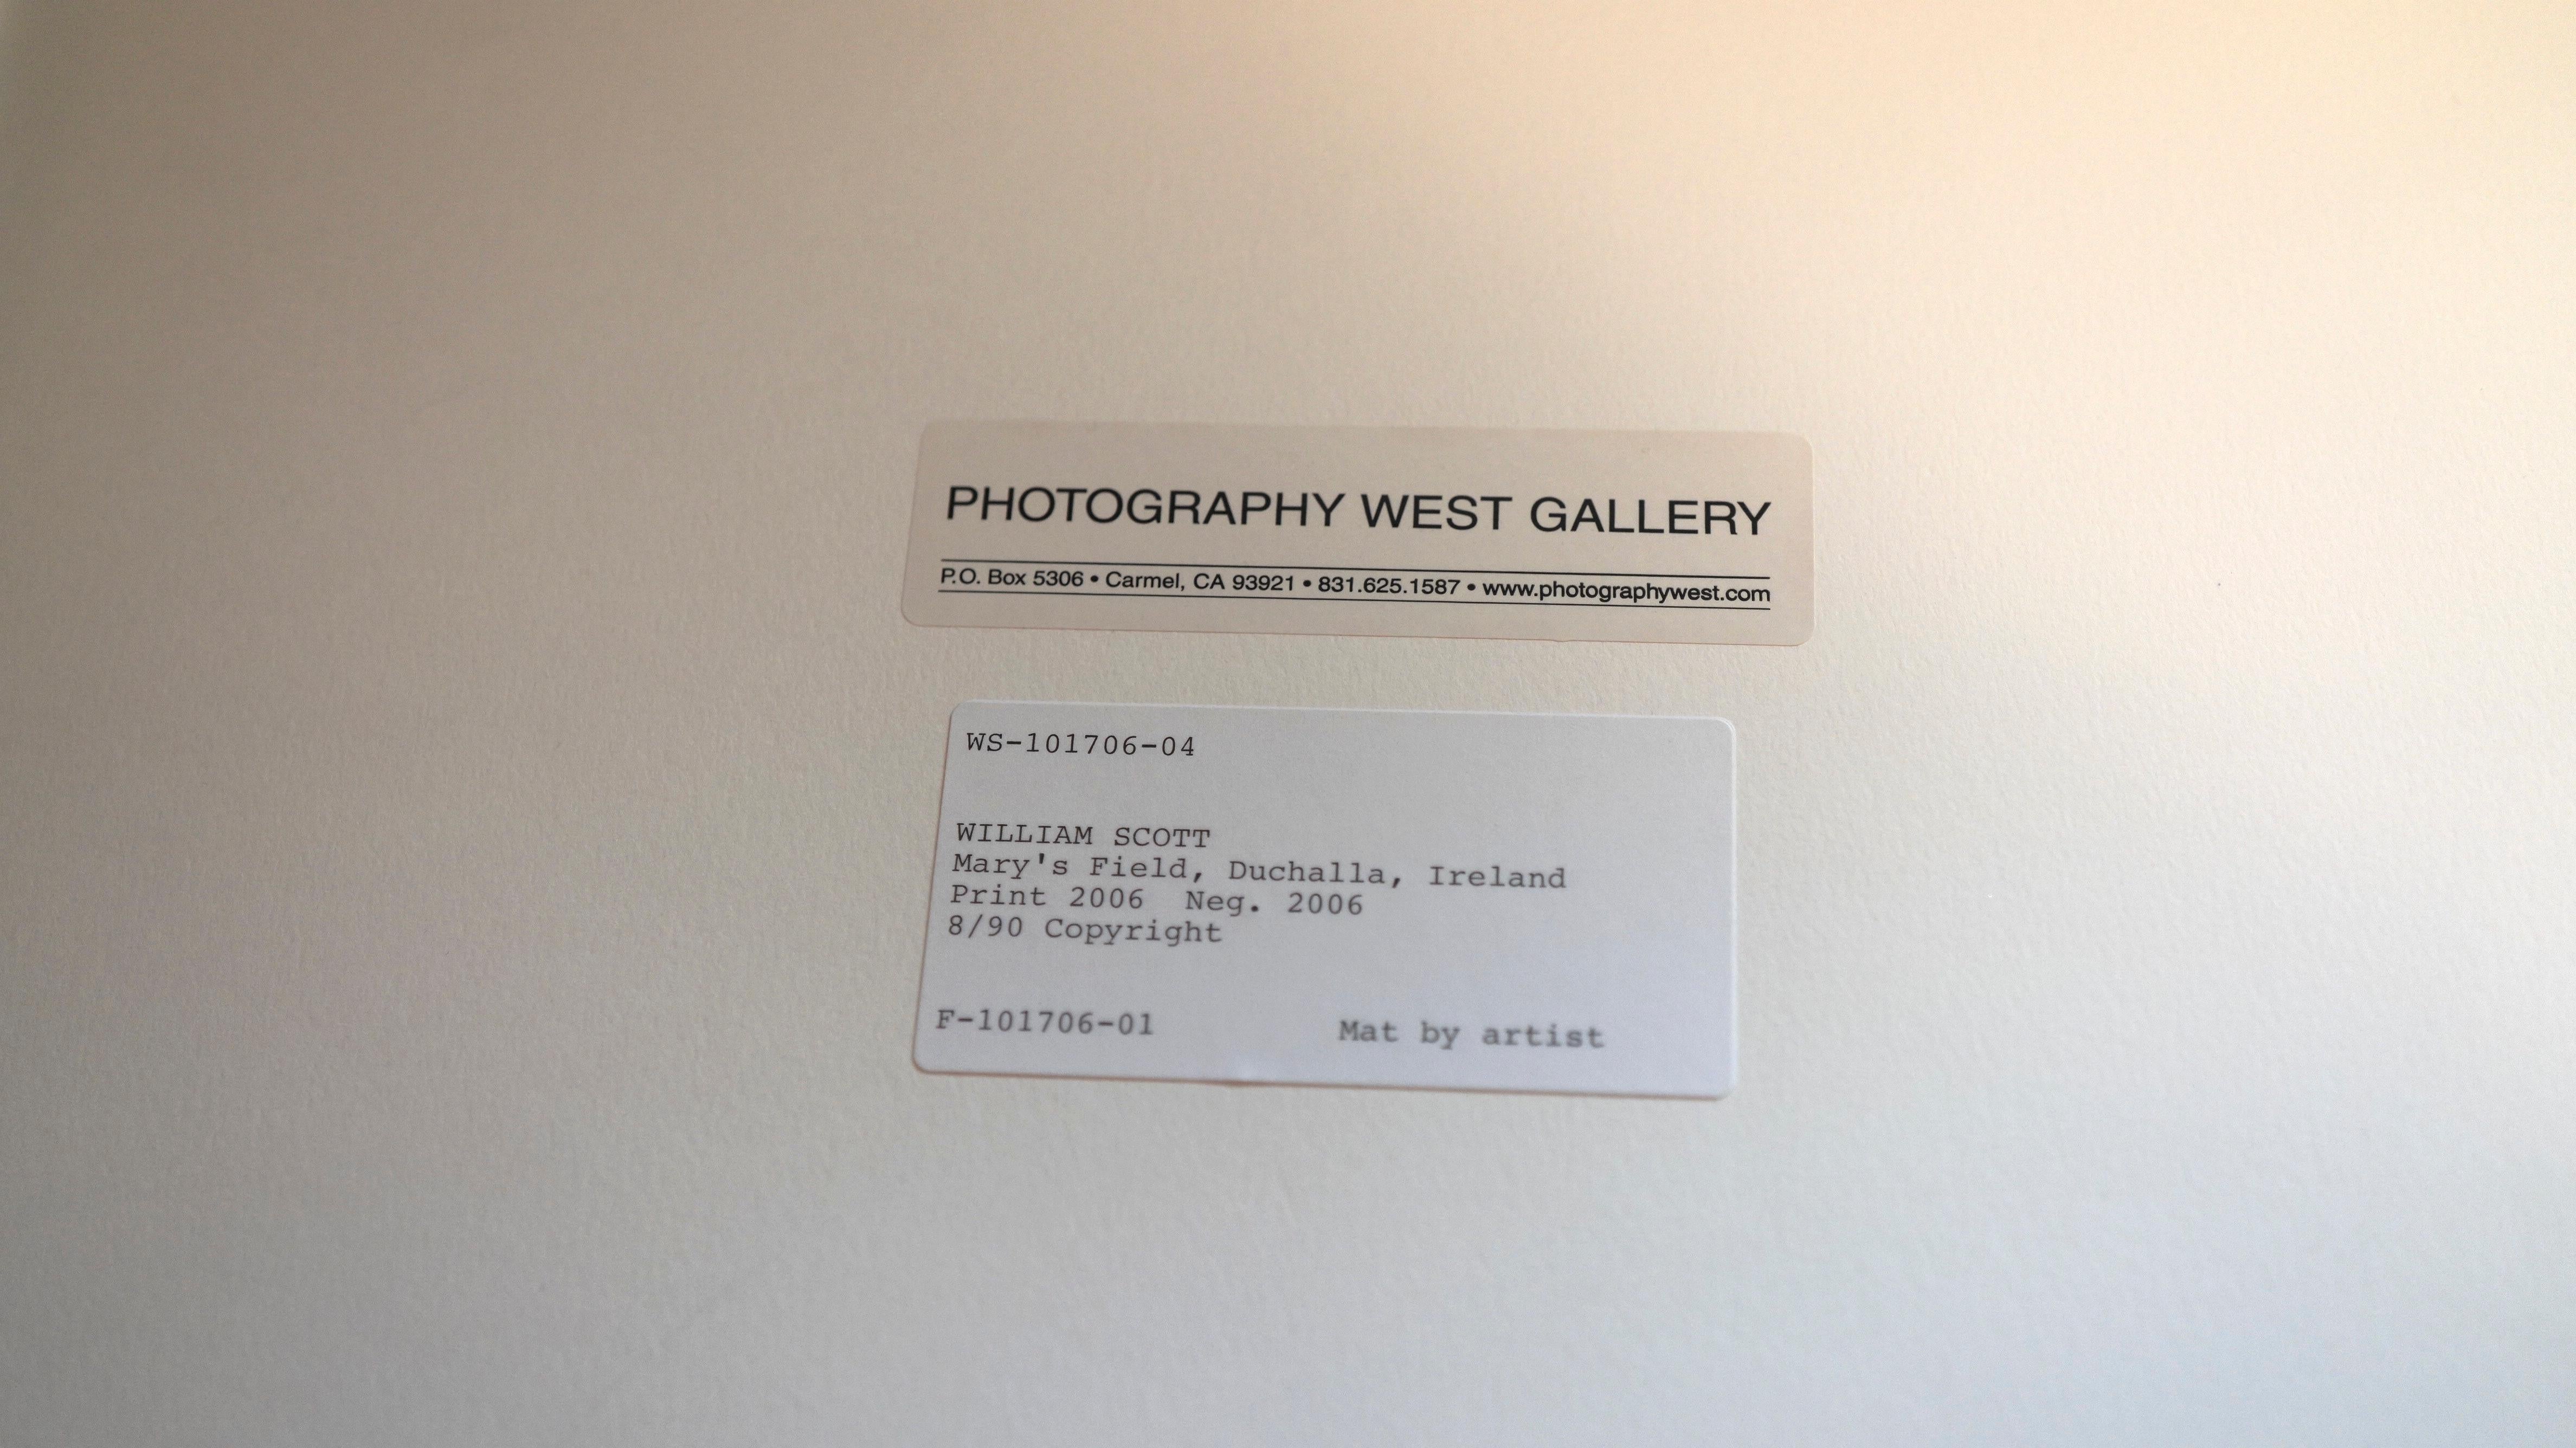 PHOTOGRAPHY WEST GALLERY
P.O. Box 5306 • Carmel, CA 93921 • 831.625.1587 • www.photographywest.com
WS-101706-04
WILLIAM SCOTT
Mary's Field, Duchalla, Ireland
Print 2006 Neg. 2006
8/90 Copyright
F-101706-01 Mat by artist